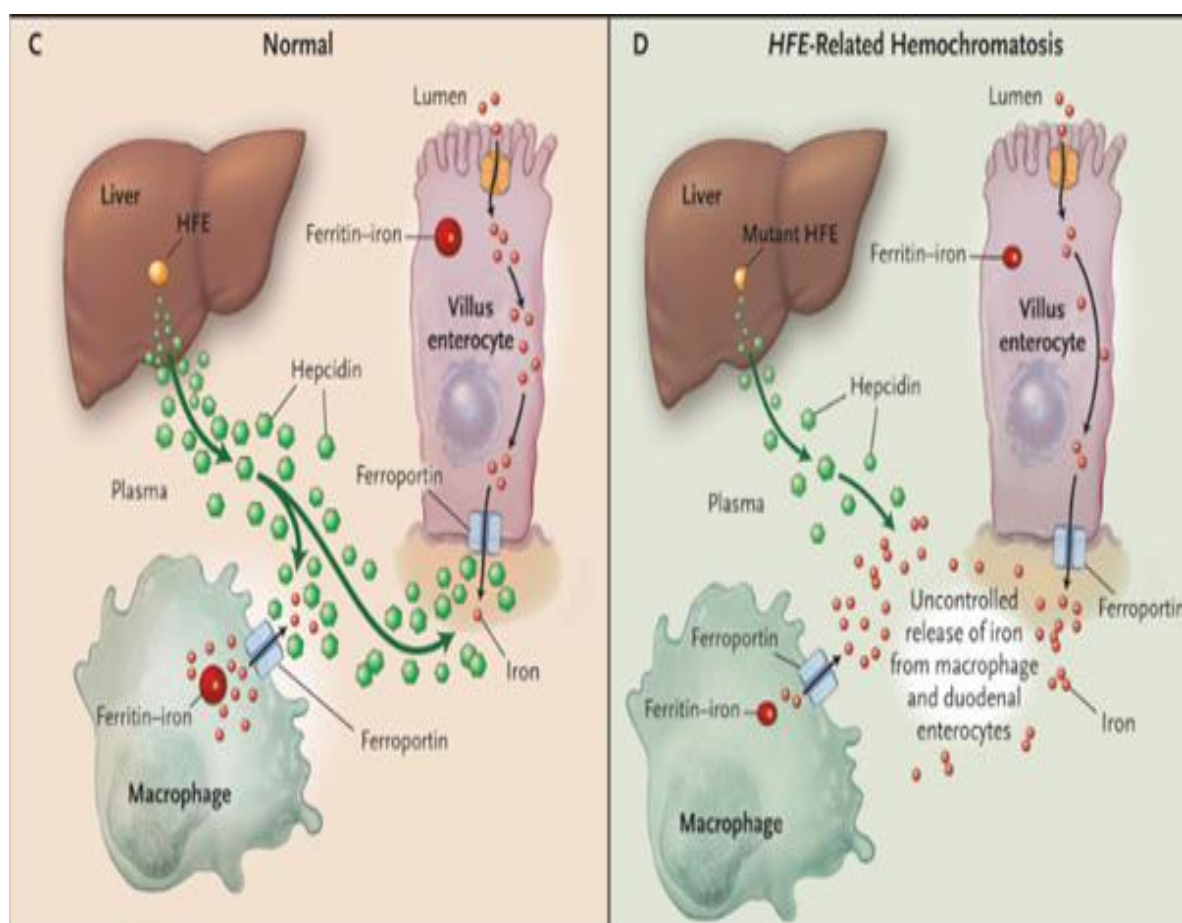 C
Normal
Lumen
Liver
HFE
Ferritin–iron
Villus
enterocyte
Hepcidin
Ferroportin
Plasma
Iron
Ferritin–iron
Ferroportin
Macrophage
D
HFE-Related Hemochromatosis
Lumen
Liver
Mutant HFE
Ferritin–iron
Villus
enterocyte
Hepcidin
Plasma
Ferroportin
Uncontrolled
release of iron
from macrophage
and duodenal
enterocytes
Ferroportin
Ferritin–iron
Iron
Macrophage